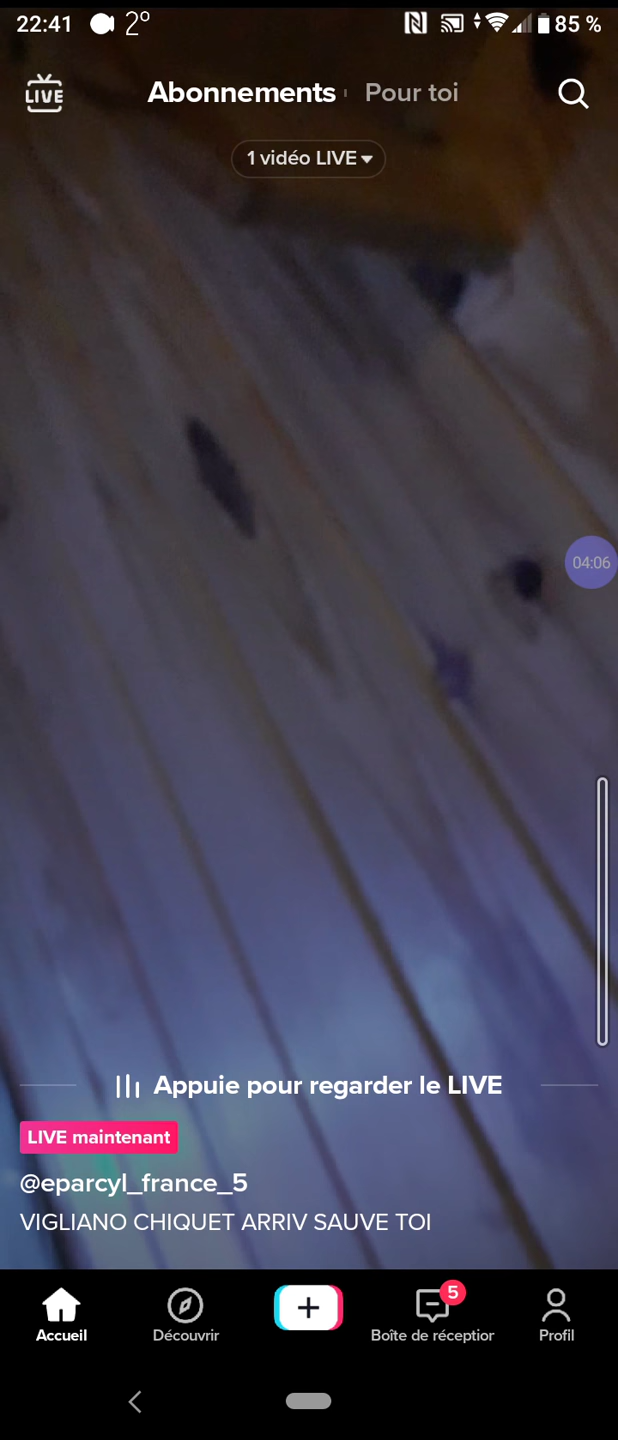 22:41 2° 85 %
LIVE Abonnements Pour toi
1 vidéo LIVE
04:06
Appuie pour regarder le LIVE
LIVE maintenant
@eparcyl_france_5
VIGLIANO CHIQUET ARRIV SAUVE TOI
5
Accueil Découvrir Boîte de réception Profil